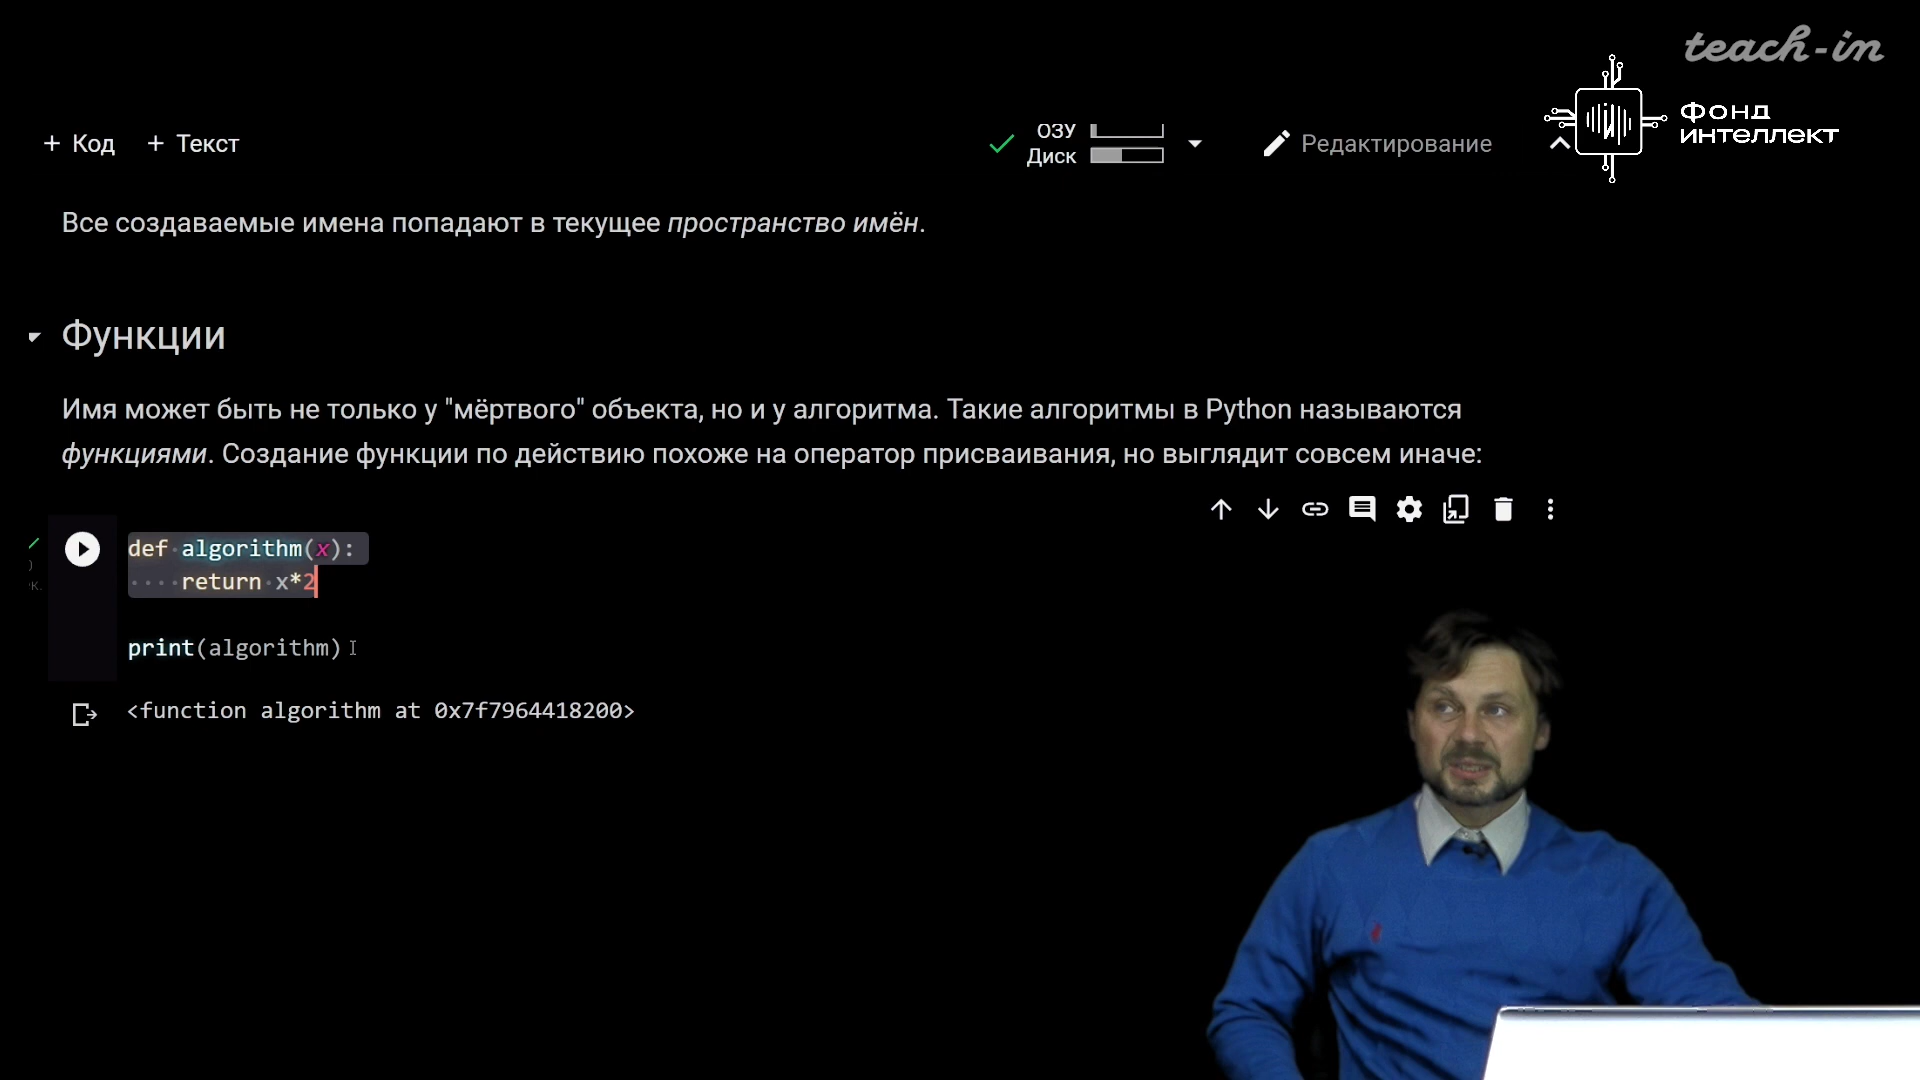 teach-in
Фонд
интеллект
+ Код + Текст
ОЗУ
Диск
Редактирование
Все создаваемые имена попадают в текущее пространство имён.
Функции
Имя может быть не только у "мёртвого" объекта, но и у алгоритма. Такие алгоритмы в Python называются
функциями. Создание функции по действию похоже на оператор присваивания, но выглядит совсем иначе:
def algorithm(x):
return x*2
print(algorithm)
<function algorithm at 0x7f7964418200>